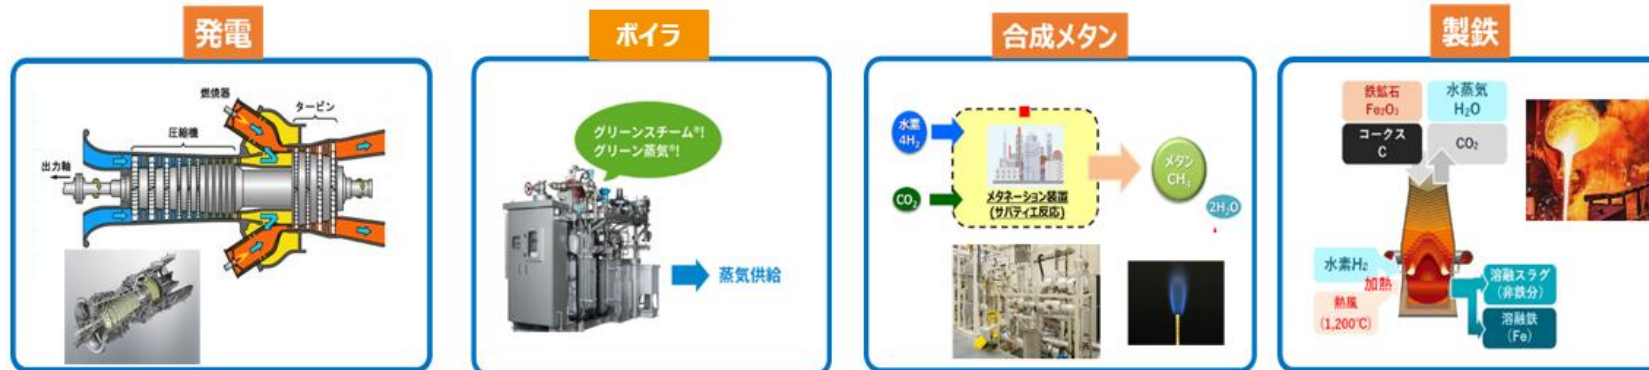 発電
燃焼器
タービン
圧縮機
出力軸
ボイラ
グリーンスチーム®!
グリーン蒸気®!
蒸気供給
合成メタン
水素
4H₂
CO₂
メタネーション装置
(サバティエ反応)
メタン
CH₄
2H₂O
製鉄
鉄鉱石
Fe₂O₃
水蒸気
H₂O
コークス
C
CO₂
水素H₂
加熱
熱風
(1,200℃)
溶融スラグ
(非鉄分)
溶融鉄
(Fe)